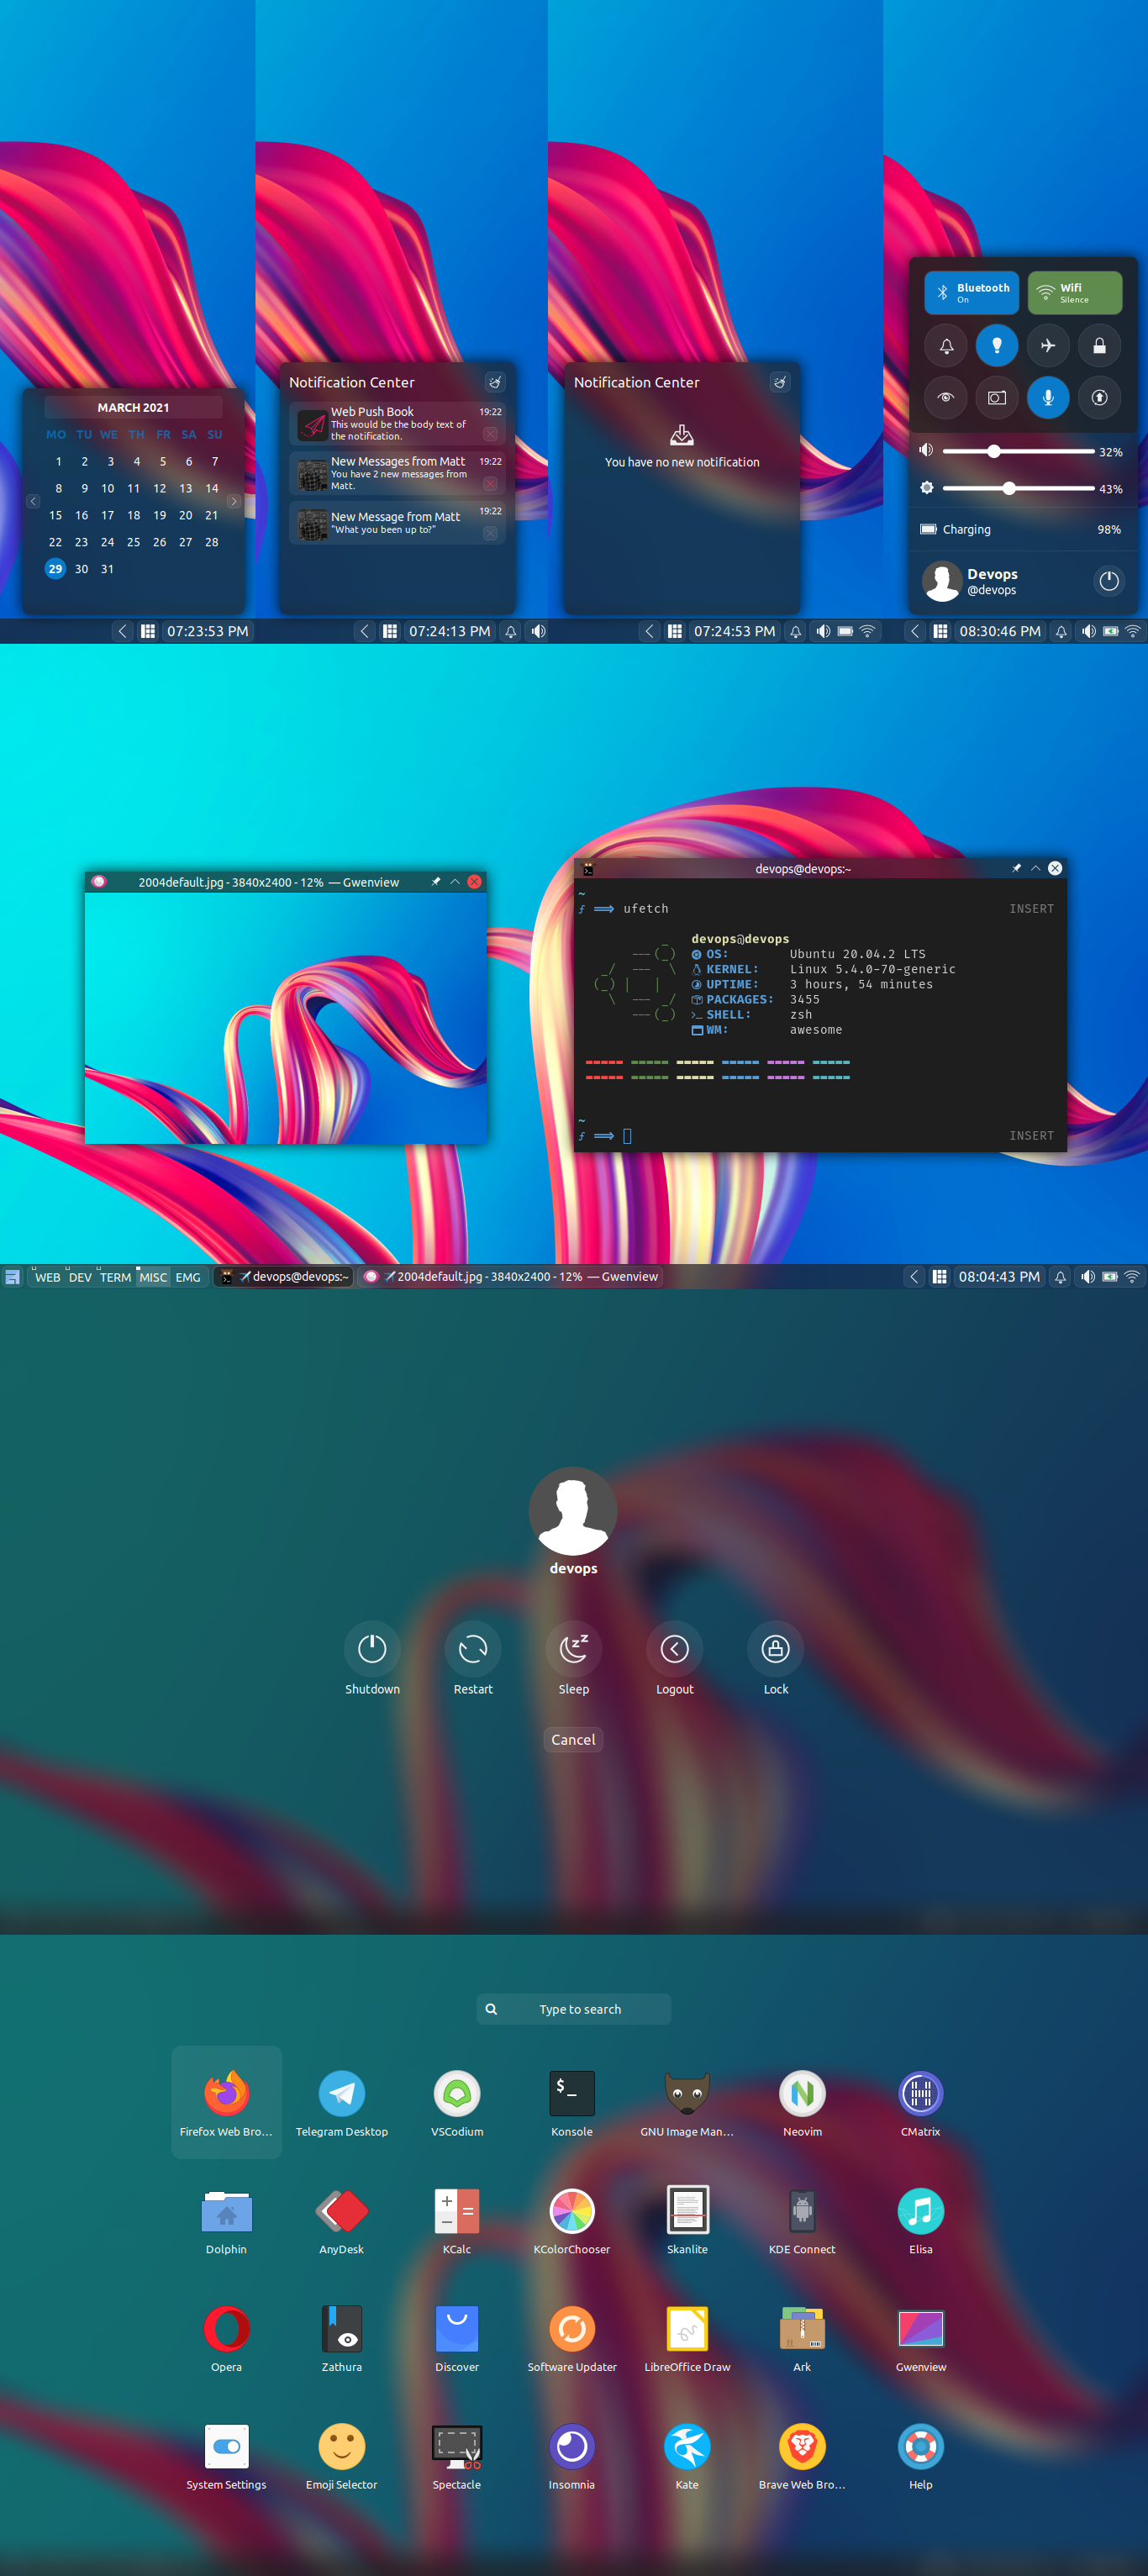 MARCH 2021
MO TU WE TH FR SA SU
1 2 3 4 5 6 7
8 9 10 11 12 13 14
15 16 17 18 19 20 21
22 23 24 25 26 27 28
29 30 31
07:23:53 PM
Notification Center
Web Push Book 19:22
This would be the body text of
the notification.
New Messages from Matt 19:22
You have 2 new messages from
Matt.
New Message from Matt 19:22
"What you been up to?"
07:24:13 PM
Notification Center
You have no new notification
07:24:53 PM
Bluetooth
On
Wifi
Silence
32%
43%
Charging 98%
Devops
@devops
08:30:46 PM
2004default.jpg - 3840x2400 - 12% — Gwenview
devops@devops:~
~
ƒ ==> ufetch INSERT
devops@devops
OS: Ubuntu 20.04.2 LTS
KERNEL: Linux 5.4.0-70-generic
UPTIME: 3 hours, 54 minutes
PACKAGES: 3455
SHELL: zsh
WM: awesome
~
ƒ ==> INSERT
WEB DEV TERM MISC EMG devops@devops:~ 2004default.jpg - 3840x2400 - 12% — Gwenview 08:04:43 PM
devops
Shutdown Restart Sleep Logout Lock
Cancel
Type to search
Firefox Web Bro... Telegram Desktop VSCodium Konsole GNU Image Man... Neovim CMatrix
Dolphin AnyDesk KCalc KColorChooser Skanlite KDE Connect Elisa
Opera Zathura Discover Software Updater LibreOffice Draw Ark Gwenview
System Settings Emoji Selector Spectacle Insomnia Kate Brave Web Bro... Help